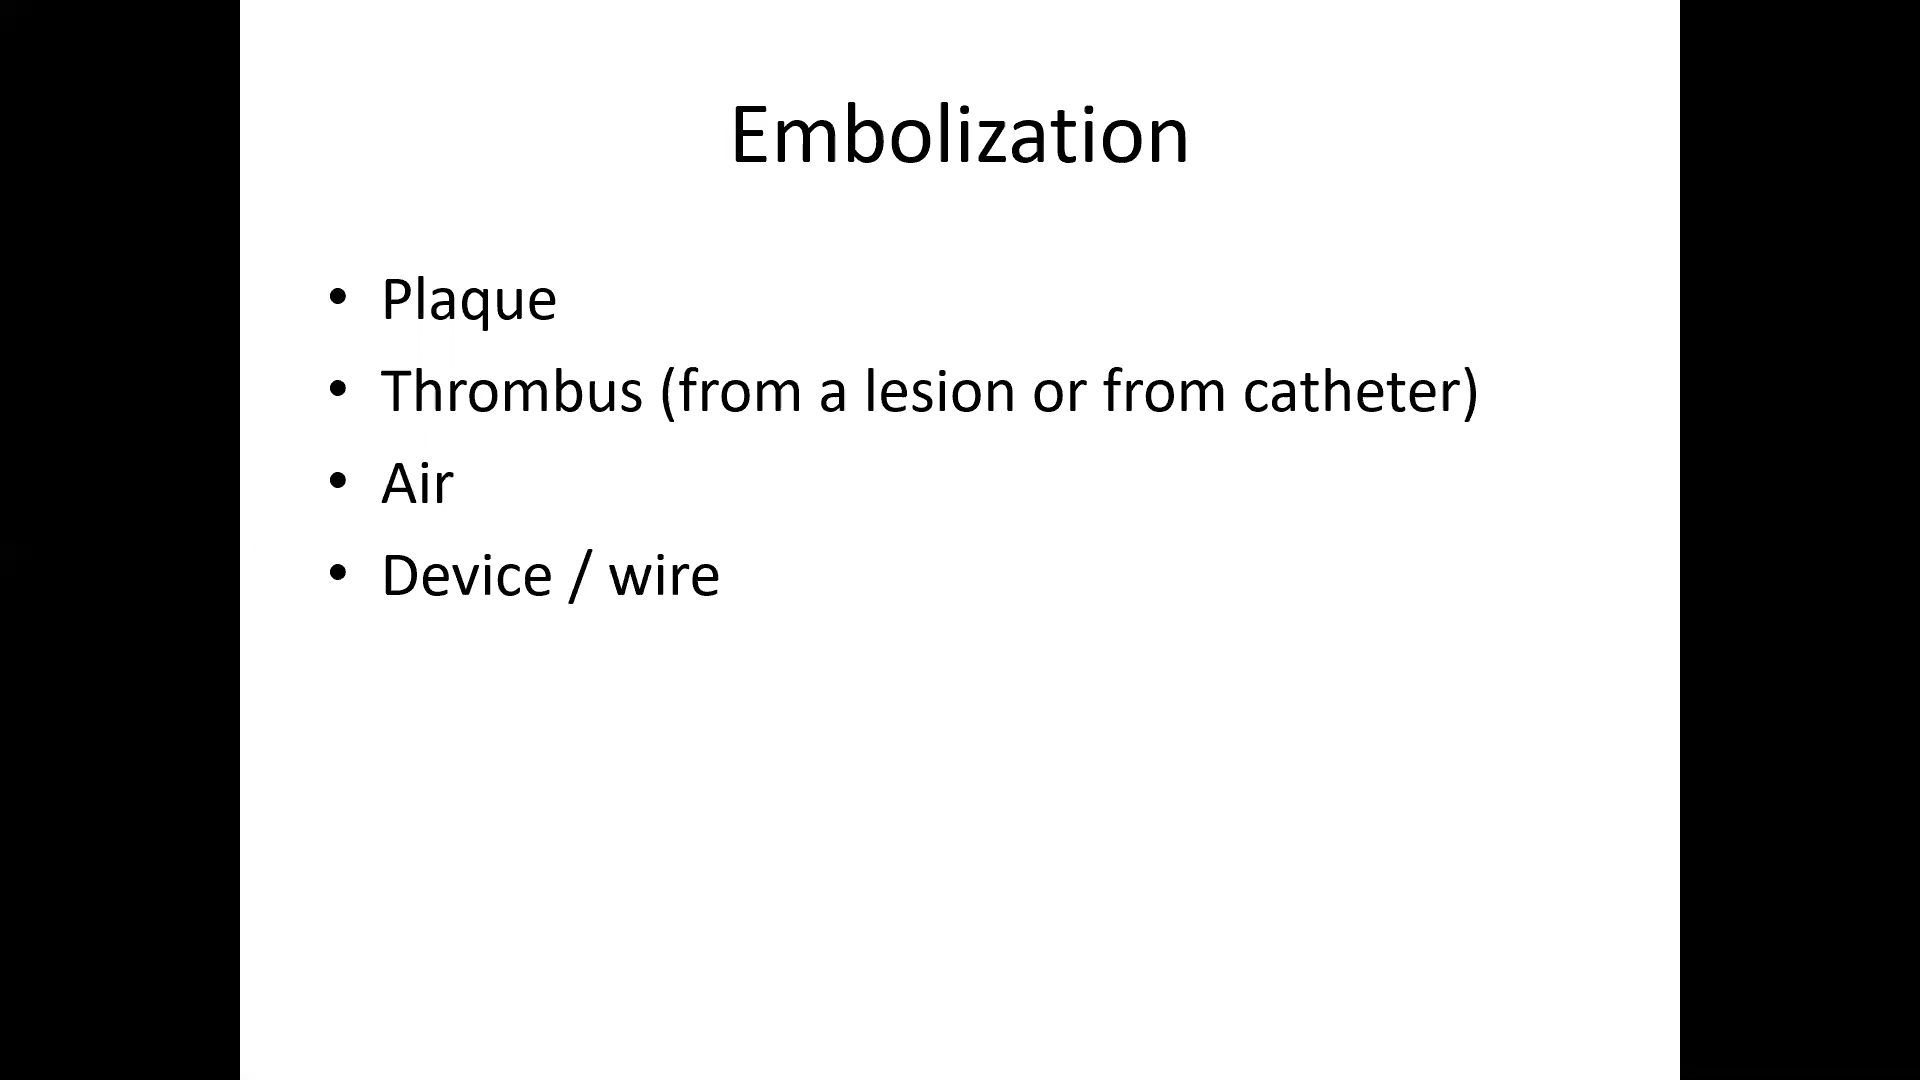 Embolization
• Plaque
• Thrombus (from a lesion or from catheter)
• Air
• Device / wire